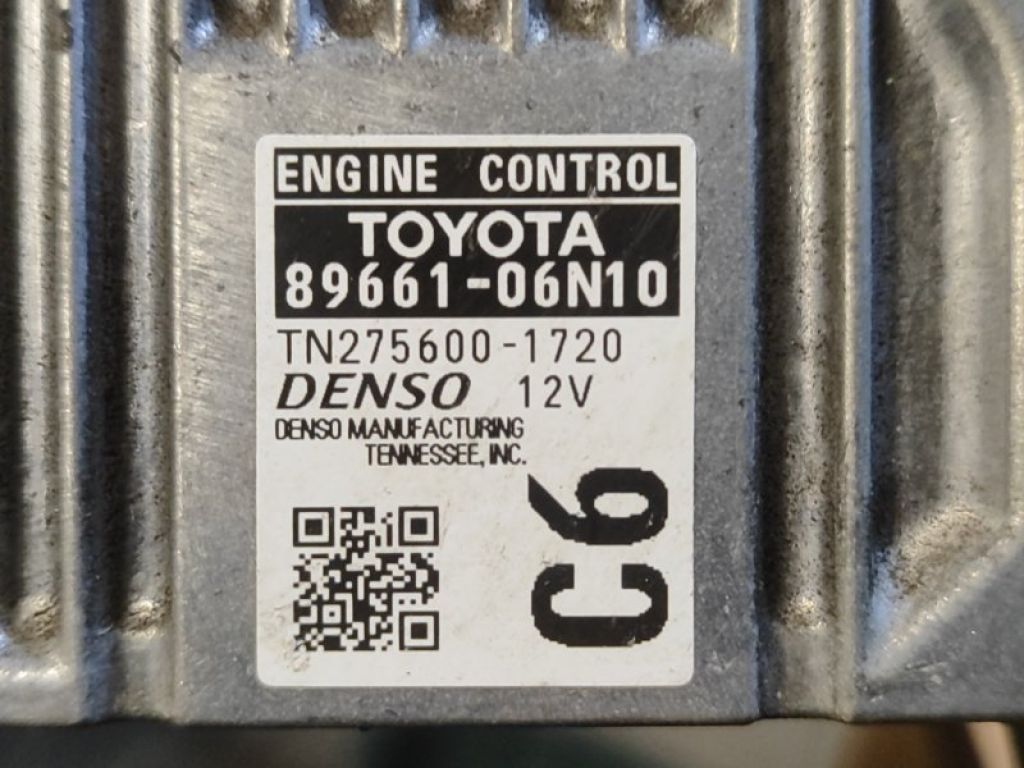 ENGINE CONTROL
TOYOTA
89661-06N10
TN275600-1720
DENSO 12V
DENSO MANUFACTURING
TENNESSEE, INC.
C6